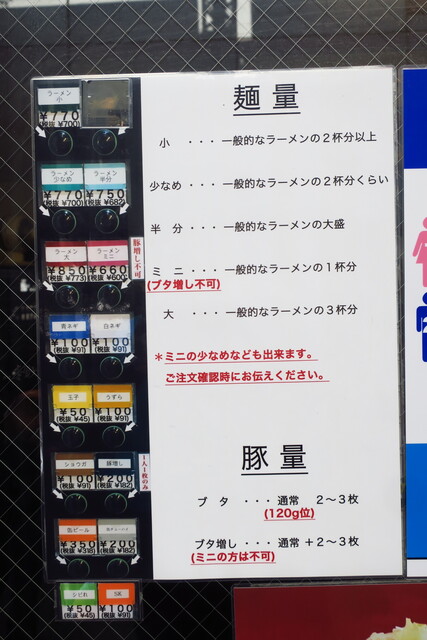 ラーメン
小
¥770
(税抜 ¥700)
ラーメン
少なめ
¥770
(税抜 ¥700)
ラーメン
半分
¥750
(税抜 ¥682)
ラーメン
大
¥850
(税抜 ¥773)
ラーメン
ミニ
¥660
(税抜 ¥600)
豚増し不可
青ネギ
¥100
(税抜 ¥91)
白ネギ
¥100
(税抜 ¥91)
玉子
¥50
(税抜 ¥45)
うずら
¥100
(税抜 ¥91)
ショウガ
¥100
(税抜 ¥91)
豚増し
¥200
(税抜 ¥182)
1人1枚のみ
缶ビール
¥350
(税抜 ¥318)
¥200
(税抜 ¥182)
シビれ
¥50
(税抜 ¥45)
SK
¥100
(税抜 ¥91)
麺量
小 ・・・ 一般的なラーメンの2杯分以上
少なめ ・・・ 一般的なラーメンの2杯分くらい
半分 ・・・ 一般的なラーメンの大盛
ミニ ・・・ 一般的なラーメンの1杯分
(ブタ増し不可)
大 ・・・ 一般的なラーメンの3杯分
*ミニの少なめなども出来ます。
ご注文確認時にお伝えください。
豚量
ブタ ・・・ 通常 2〜3枚
(120g位)
ブタ増し ・・・ 通常+2〜3枚
(ミニの方は不可)